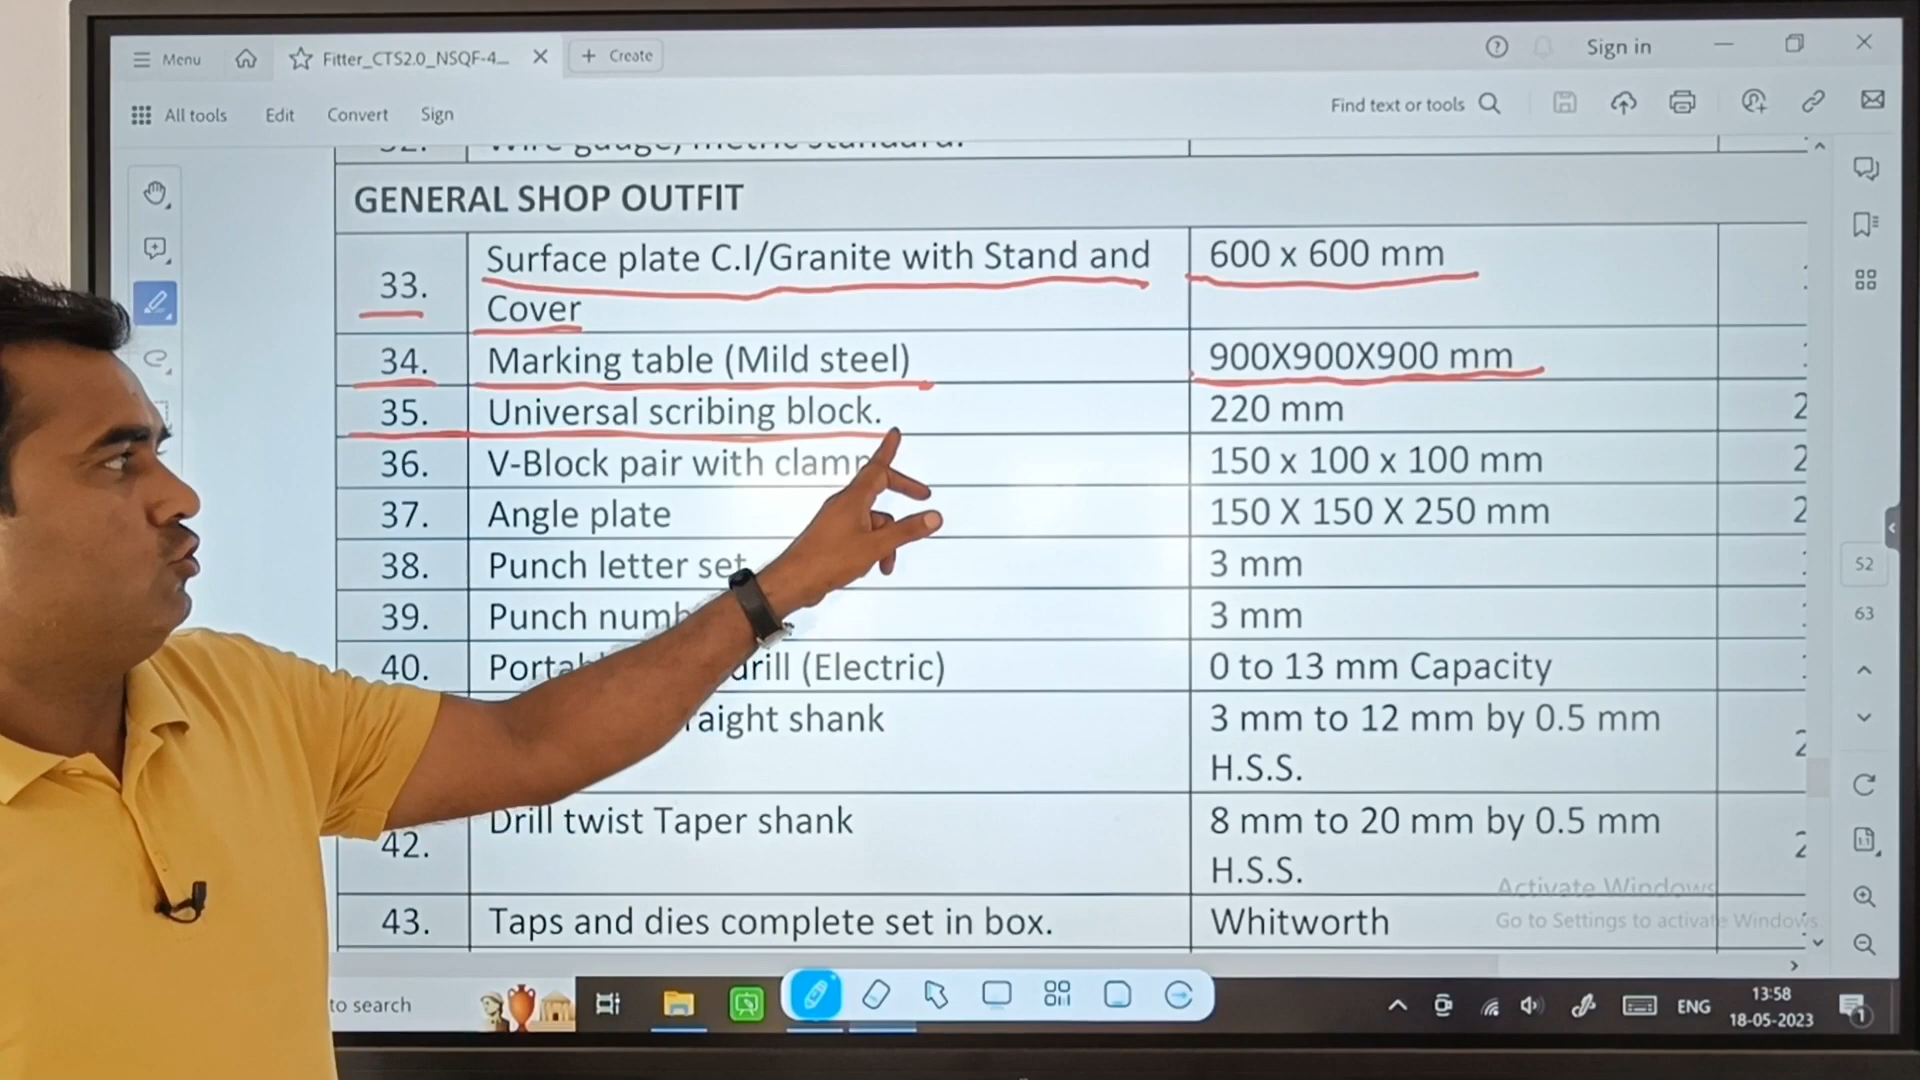 Menu
Fitter_CTS2.0_NSQF-4...
Create
Sign in
All tools
Edit
Convert
Sign
Find text or tools
GENERAL SHOP OUTFIT
33.
Surface plate C.I/Granite with Stand and
Cover
600 x 600 mm
34.
Marking table (Mild steel)
900X900X900 mm
35.
Universal scribing block.
220 mm
2
36.
V-Block pair with clamp
150 x 100 x 100 mm
2
37.
Angle plate
150 X 150 X 250 mm
2
38.
Punch letter set
3 mm
39.
Punch
3 mm
40.
drill (Electric)
0 to 13 mm Capacity
shank
3 mm to 12 mm by 0.5 mm
H.S.S.
2
42.
Drill twist Taper shank
8 mm to 20 mm by 0.5 mm
H.S.S.
2
43.
Taps and dies complete set in box.
Whitworth
52
63
Activate Windows
Go to Settings to activate Windows.
to search
ENG
13:58
18-05-2023
1